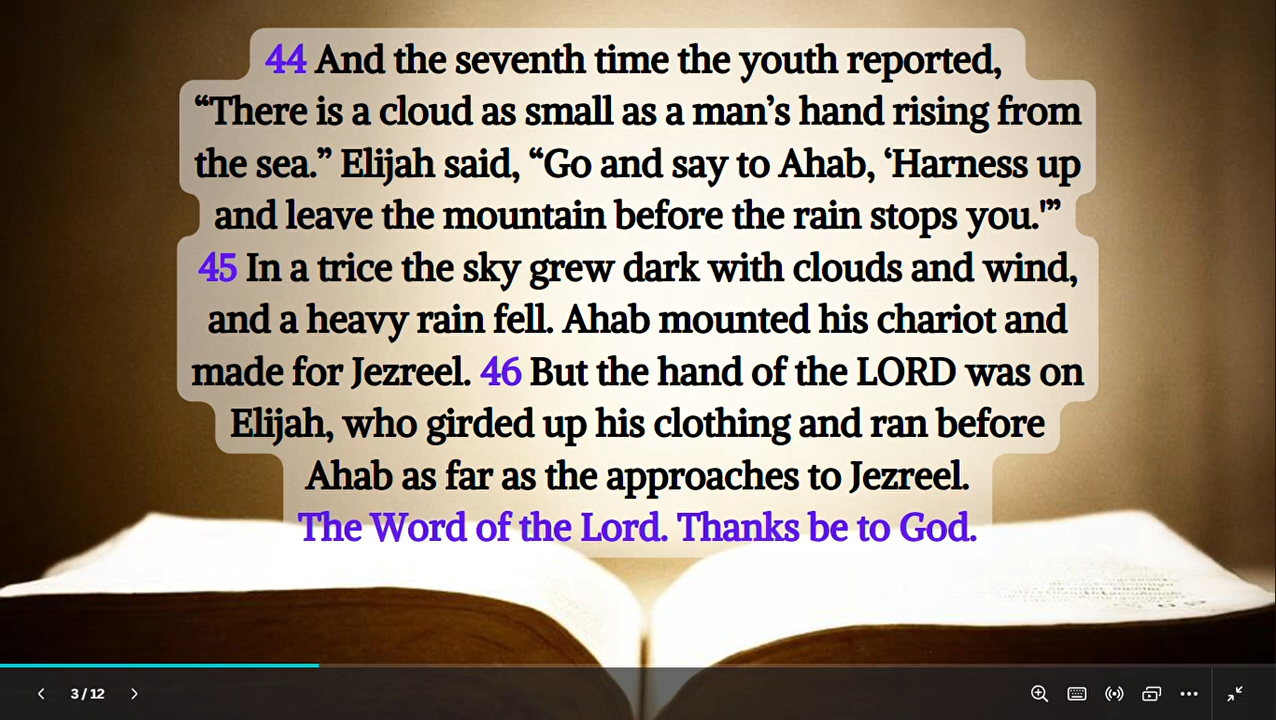 44 And the seventh time the youth reported,
“There is a cloud as small as a man’s hand rising from
the sea.” Elijah said, “Go and say to Ahab, ‘Harness up
and leave the mountain before the rain stops you.'”
45 In a trice the sky grew dark with clouds and wind,
and a heavy rain fell. Ahab mounted his chariot and
made for Jezreel. 46 But the hand of the LORD was on
Elijah, who girded up his clothing and ran before
Ahab as far as the approaches to Jezreel.
The Word of the Lord. Thanks be to God.
3 / 12